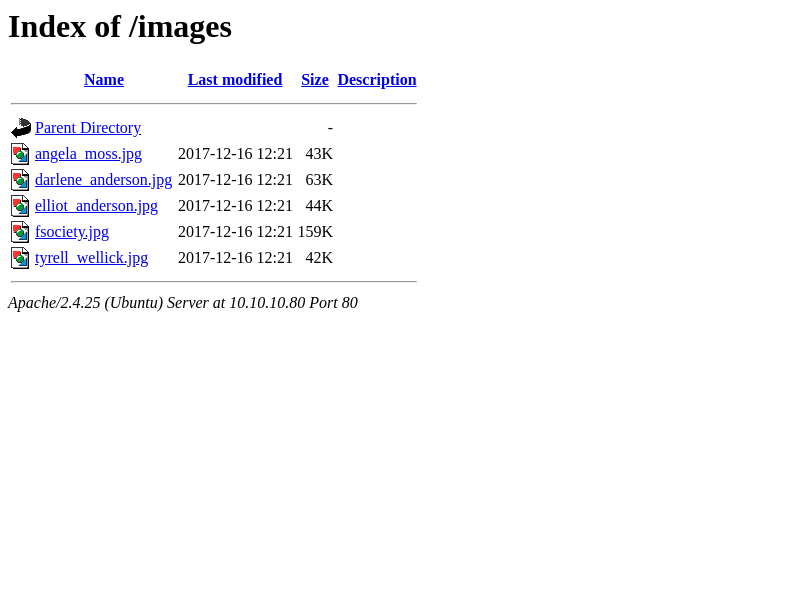 Index of /images
Name Last modified Size Description
Parent Directory -
angela_moss.jpg 2017-12-16 12:21 43K
darlene_anderson.jpg 2017-12-16 12:21 63K
elliot_anderson.jpg 2017-12-16 12:21 44K
fsociety.jpg 2017-12-16 12:21 159K
tyrell_wellick.jpg 2017-12-16 12:21 42K
Apache/2.4.25 (Ubuntu) Server at 10.10.10.80 Port 80